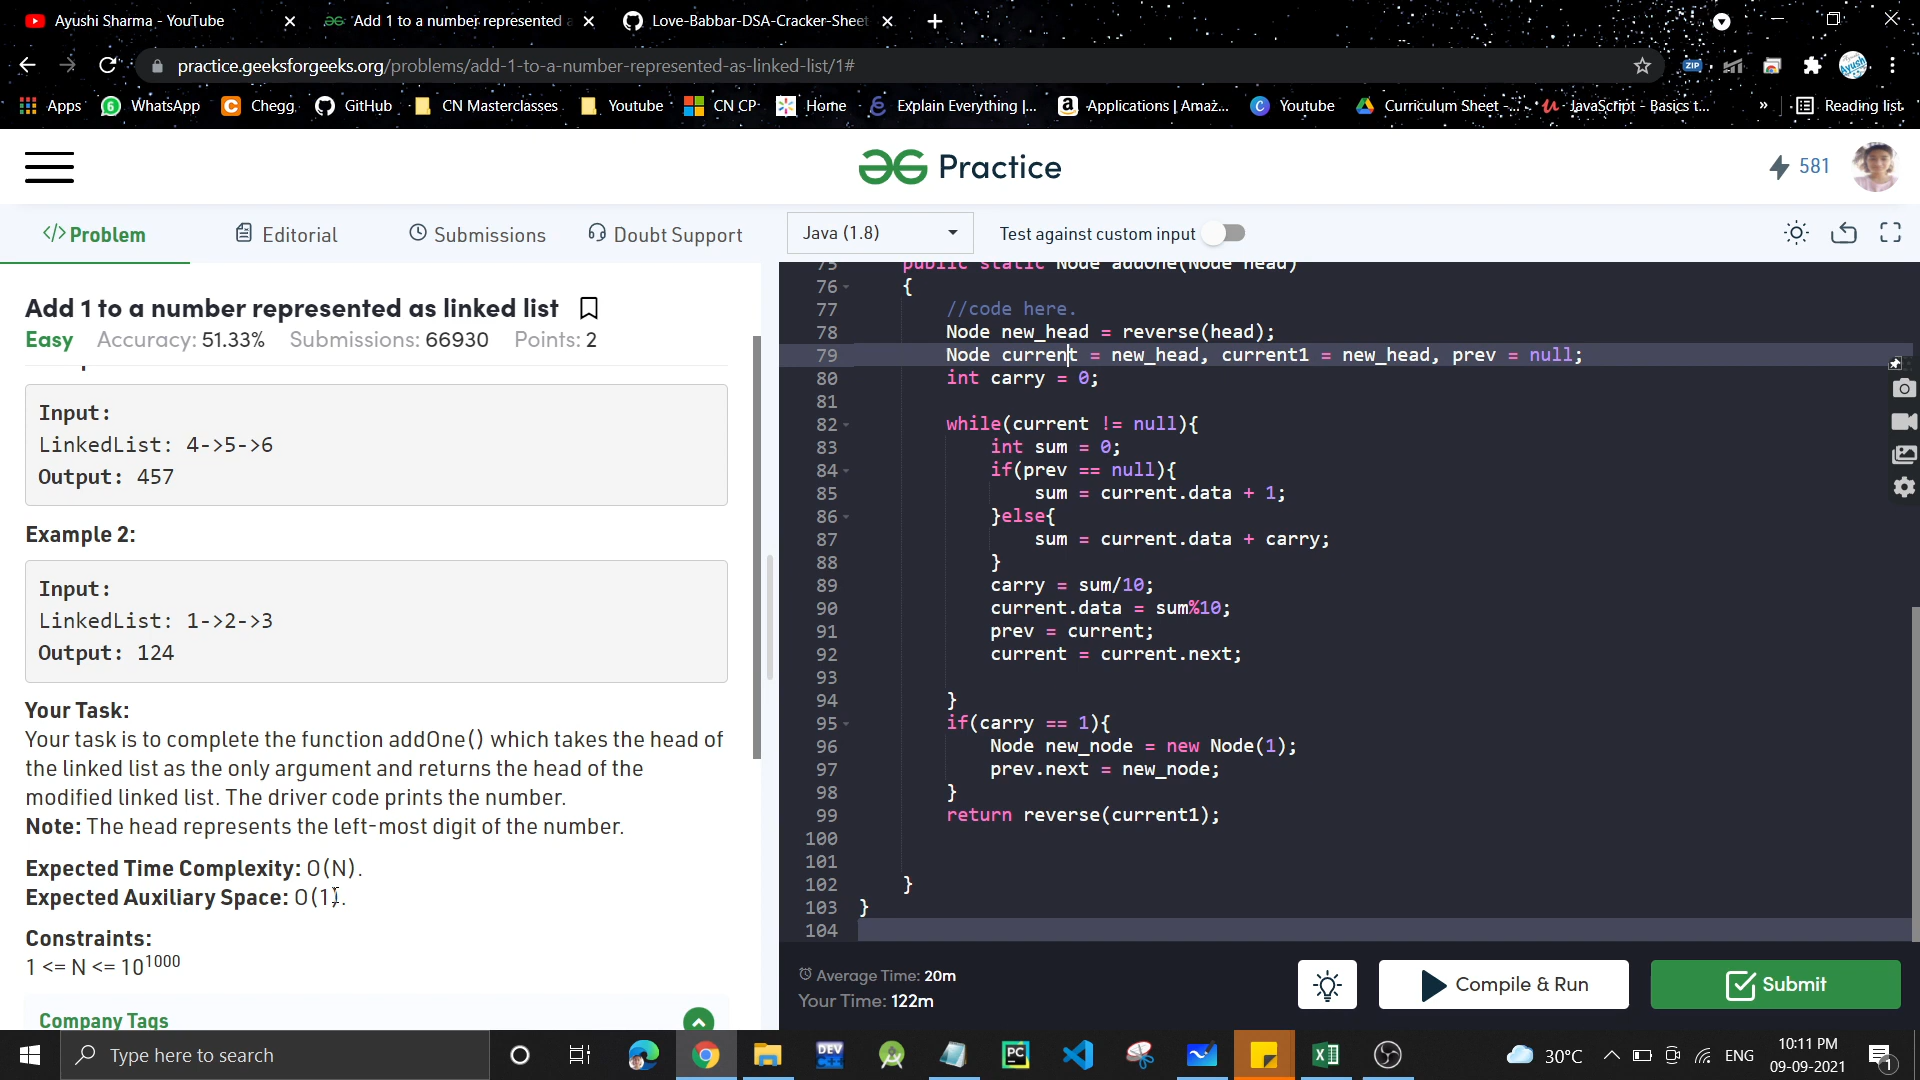 Ayushi Sharma - YouTube
Add 1 to a number represented a
Love-Babbar-DSA-Cracker-Sheet
practice.geeksforgeeks.org/problems/add-1-to-a-number-represented-as-linked-list/1#
Apps
WhatsApp
Chegg
GitHub
CN Masterclasses
Youtube
CN CP
Home
Explain Everything |...
Applications | Amaz...
Youtube
Curriculum Sheet -...
JavaScript - Basics t...
»
Reading list
Practice
581
</> Problem
Editorial
Submissions
Doubt Support
Java (1.8)
Test against custom input
Add 1 to a number represented as linked list
Easy Accuracy: 51.33% Submissions: 66930 Points: 2
Input:
LinkedList: 4->5->6
Output: 457
Example 2:
Input:
LinkedList: 1->2->3
Output: 124
Your Task:
Your task is to complete the function addOne() which takes the head of
the linked list as the only argument and returns the head of the
modified linked list. The driver code prints the number.
Note: The head represents the left-most digit of the number.
Expected Time Complexity: O(N).
Expected Auxiliary Space: O(1).
Constraints:
1 <= N <= 10^1000
Company Tags
75 public static Node addOne(Node head)
76 {
77 //code here.
78 Node new_head = reverse(head);
79 Node current = new_head, current1 = new_head, prev = null;
80 int carry = 0;
81
82 while(current != null){
83 int sum = 0;
84 if(prev == null){
85 sum = current.data + 1;
86 }else{
87 sum = current.data + carry;
88 }
89 carry = sum/10;
90 current.data = sum%10;
91 prev = current;
92 current = current.next;
93
94 }
95 if(carry == 1){
96 Node new_node = new Node(1);
97 prev.next = new_node;
98 }
99 return reverse(current1);
100
101
102 }
103 }
104
Average Time: 20m
Your Time: 122m
Compile & Run
Submit
Type here to search
DEV
PC
30°C
ENG
10:11 PM
09-09-2021
1